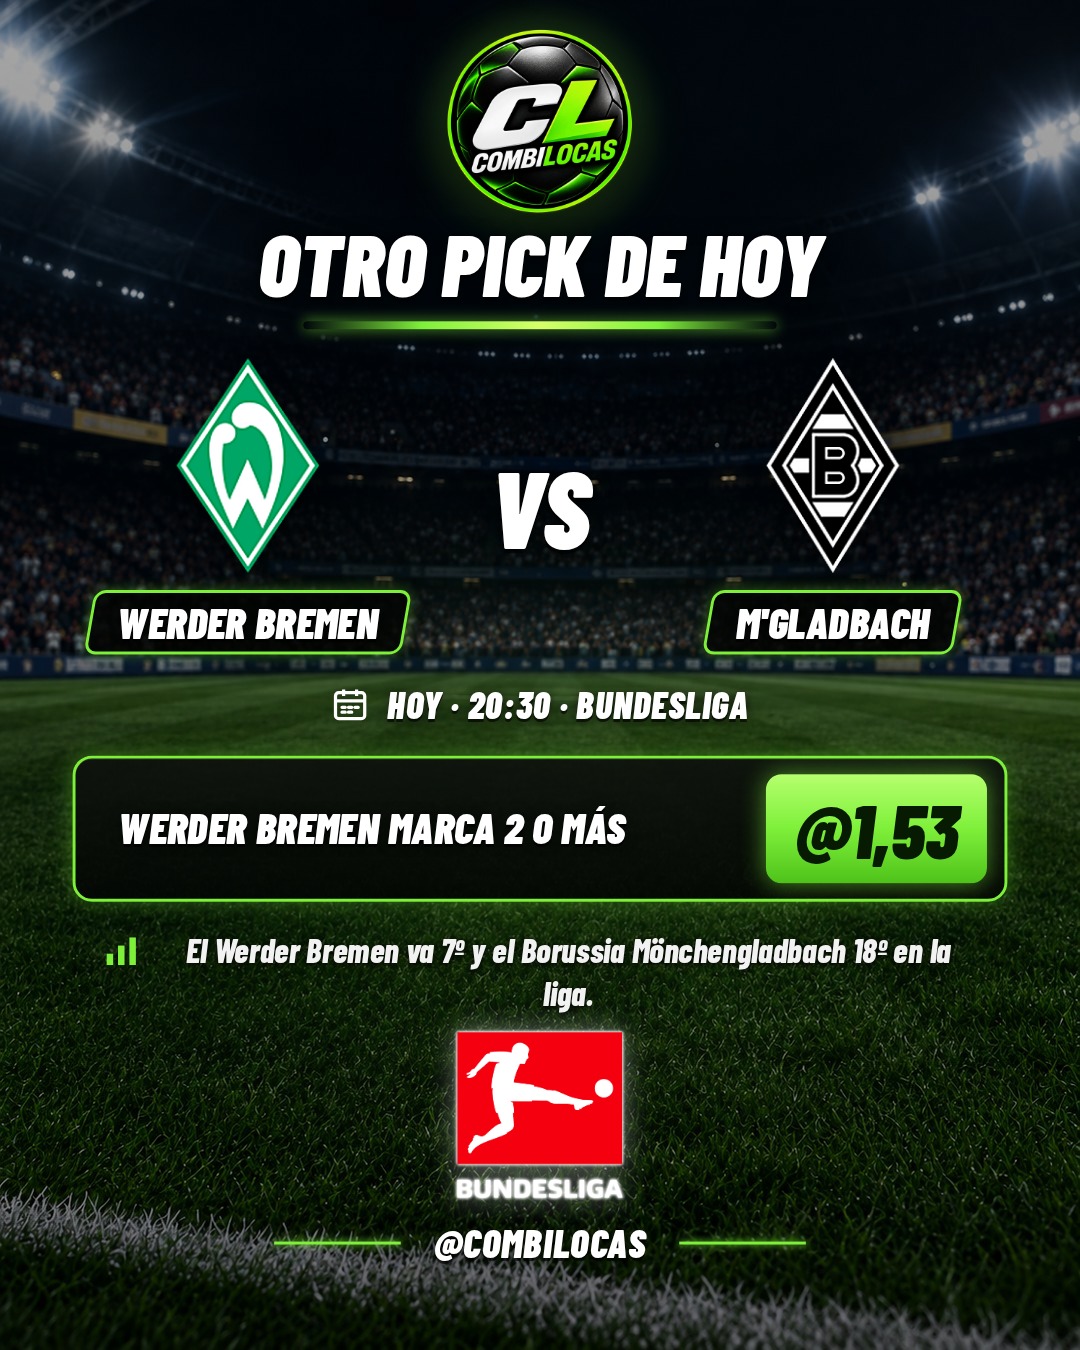 CL
COMBILOCAS
OTRO PICK DE HOY
VS
WERDER BREMEN
M'GLADBACH
HOY · 20:30 · BUNDESLIGA
WERDER BREMEN MARCA 2 O MÁS
@1,53
El Werder Bremen va 7º y el Borussia Mönchengladbach 18º en la
liga.
BUNDESLIGA
@COMBILOCAS